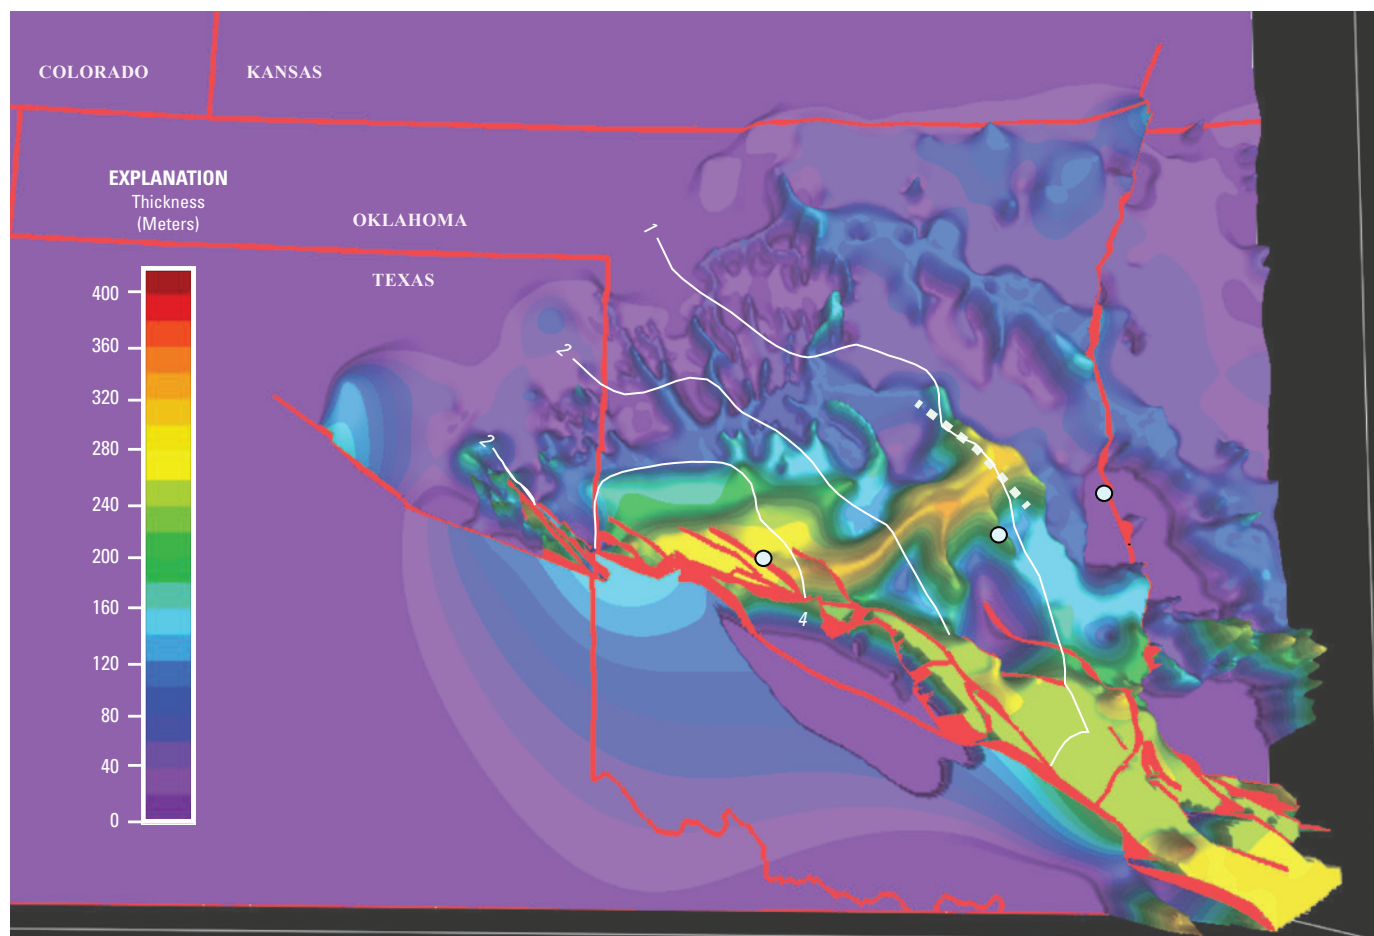 COLORADO
KANSAS
EXPLANATION
Thickness
(Meters)
OKLAHOMA
TEXAS
1
2
2
4
400
360
320
280
240
200
160
120
80
40
0